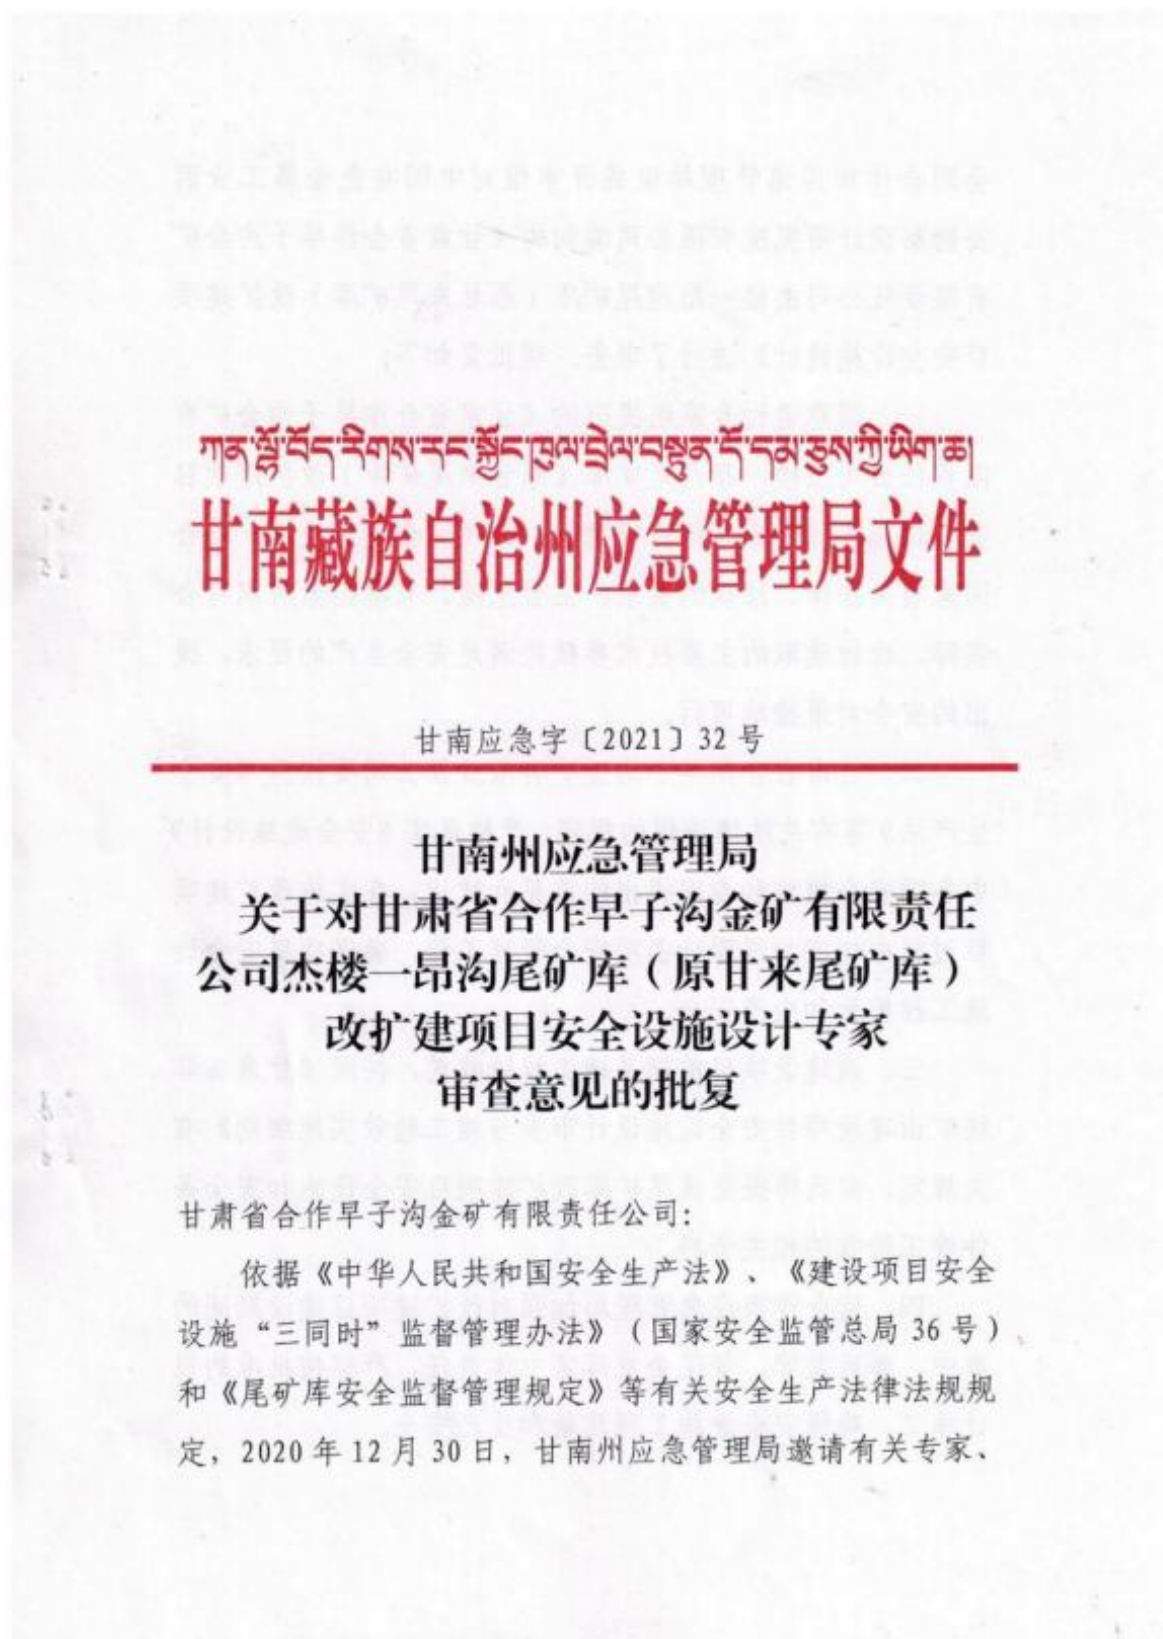 ཀན་ལྷོ་བོད་རིགས་རང་སྐྱོང་ཁུལ་བྲེལ་བསྟུན་དོ་དམ་ཅུས་ཀྱི་ཡིག་ཆ།
甘南藏族自治州应急管理局文件
甘南应急字〔2021〕32号
甘南州应急管理局
关于对甘肃省合作早子沟金矿有限责任
公司杰楼一昂沟尾矿库（原甘来尾矿库）
改扩建项目安全设施设计专家
审查意见的批复
甘肃省合作早子沟金矿有限责任公司:
依据《中华人民共和国安全生产法》、《建设项目安全
设施“三同时”监督管理办法》（国家安全监管总局36号）
和《尾矿库安全监督管理规定》等有关安全生产法律法规规
定，2020年12月30日，甘南州应急管理局邀请有关专家、